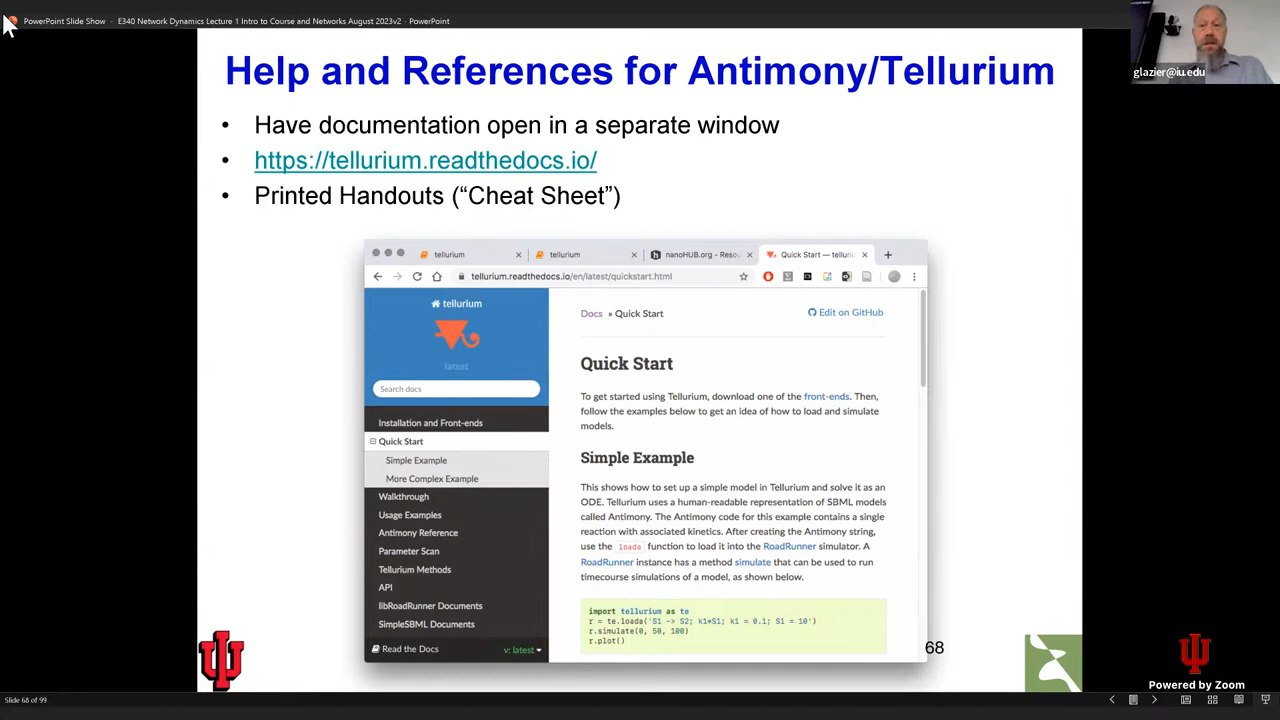 PowerPoint Slide Show - E340 Network Dynamics Lecture 1 Intro to Course and Networks August 2023v2 - PowerPoint
glazier@iu.edu
Help and References for Antimony/Tellurium
• Have documentation open in a separate window
• https://tellurium.readthedocs.io/
• Printed Handouts (“Cheat Sheet”)
tellurium
tellurium
nanoHUB.org - Resou
Quick Start — telluri
tellurium.readthedocs.io/en/latest/quickstart.html
tellurium
latest
Search docs
Installation and Front-ends
Quick Start
Simple Example
More Complex Example
Walkthrough
Usage Examples
Antimony Reference
Parameter Scan
Tellurium Methods
API
libRoadRunner Documents
SimpleSBML Documents
Read the Docs
v: latest
Docs » Quick Start
Edit on GitHub
Quick Start
To get started using Tellurium, download one of the front-ends. Then,
follow the examples below to get an idea of how to load and simulate
models.
Simple Example
This shows how to set up a simple model in Tellurium and solve it as an
ODE. Tellurium uses a human-readable representation of SBML models
called Antimony. The Antimony code for this example contains a single
reaction with associated kinetics. After creating the Antimony string,
use the loada function to load it into the RoadRunner simulator. A
RoadRunner instance has a method simulate that can be used to run
timecourse simulations of a model, as shown below.
import tellurium as te
r = te.loada('S1 -> S2; k1*S1; k1 = 0.1; S1 = 10')
r.simulate(0, 50, 100)
r.plot()
68
Powered by Zoom
Slide 68 of 99